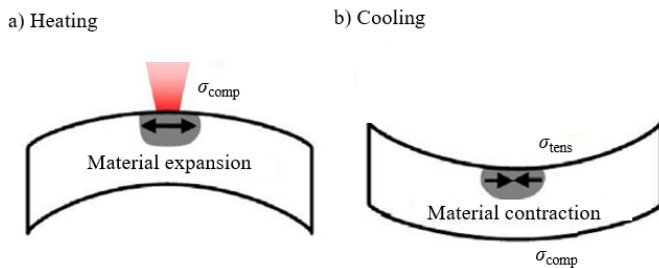 a) Heating
b) Cooling
σcomp
Material expansion
σtens
Material contraction
σcomp